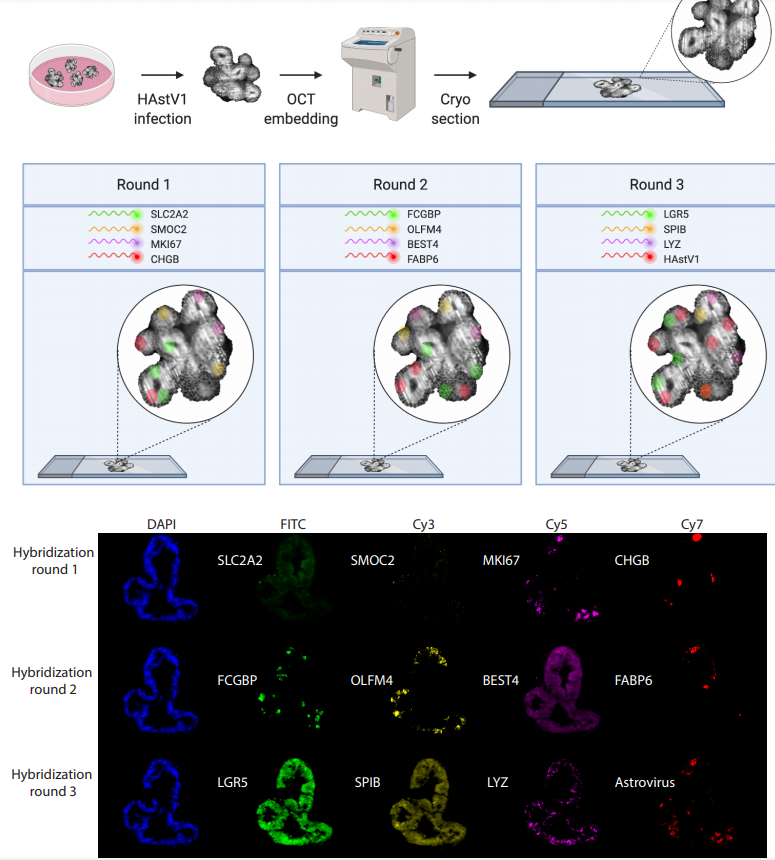 HAstV1
infection
OCT
embedding
Cryo
section
Round 1
SLC2A2
SMOC2
MKI67
CHGB
Round 2
FCGBP
OLFM4
BEST4
FABP6
Round 3
LGR5
SPIB
LYZ
HAstV1
DAPI FITC Cy3 Cy5 Cy7
Hybridization
round 1
SLC2A2 SMOC2 MKI67 CHGB
Hybridization
round 2
FCGBP OLFM4 BEST4 FABP6
Hybridization
round 3
LGR5 SPIB LYZ Astrovirus